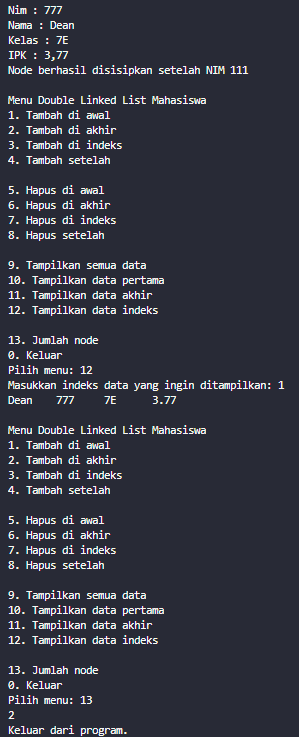 Nim : 777
Nama : Dean
Kelas : 7E
IPK : 3,77
Node berhasil disisipkan setelah NIM 111

Menu Double Linked List Mahasiswa
1. Tambah di awal
2. Tambah di akhir
3. Tambah di indeks
4. Tambah setelah

5. Hapus di awal
6. Hapus di akhir
7. Hapus di indeks
8. Hapus setelah

9. Tampilkan semua data
10. Tampilkan data pertama
11. Tampilkan data akhir
12. Tampilkan data indeks

13. Jumlah node
0. Keluar
Pilih menu: 12
Masukkan indeks data yang ingin ditampilkan: 1
Dean    777     7E      3.77

Menu Double Linked List Mahasiswa
1. Tambah di awal
2. Tambah di akhir
3. Tambah di indeks
4. Tambah setelah

5. Hapus di awal
6. Hapus di akhir
7. Hapus di indeks
8. Hapus setelah

9. Tampilkan semua data
10. Tampilkan data pertama
11. Tampilkan data akhir
12. Tampilkan data indeks

13. Jumlah node
0. Keluar
Pilih menu: 13
2
Keluar dari program.